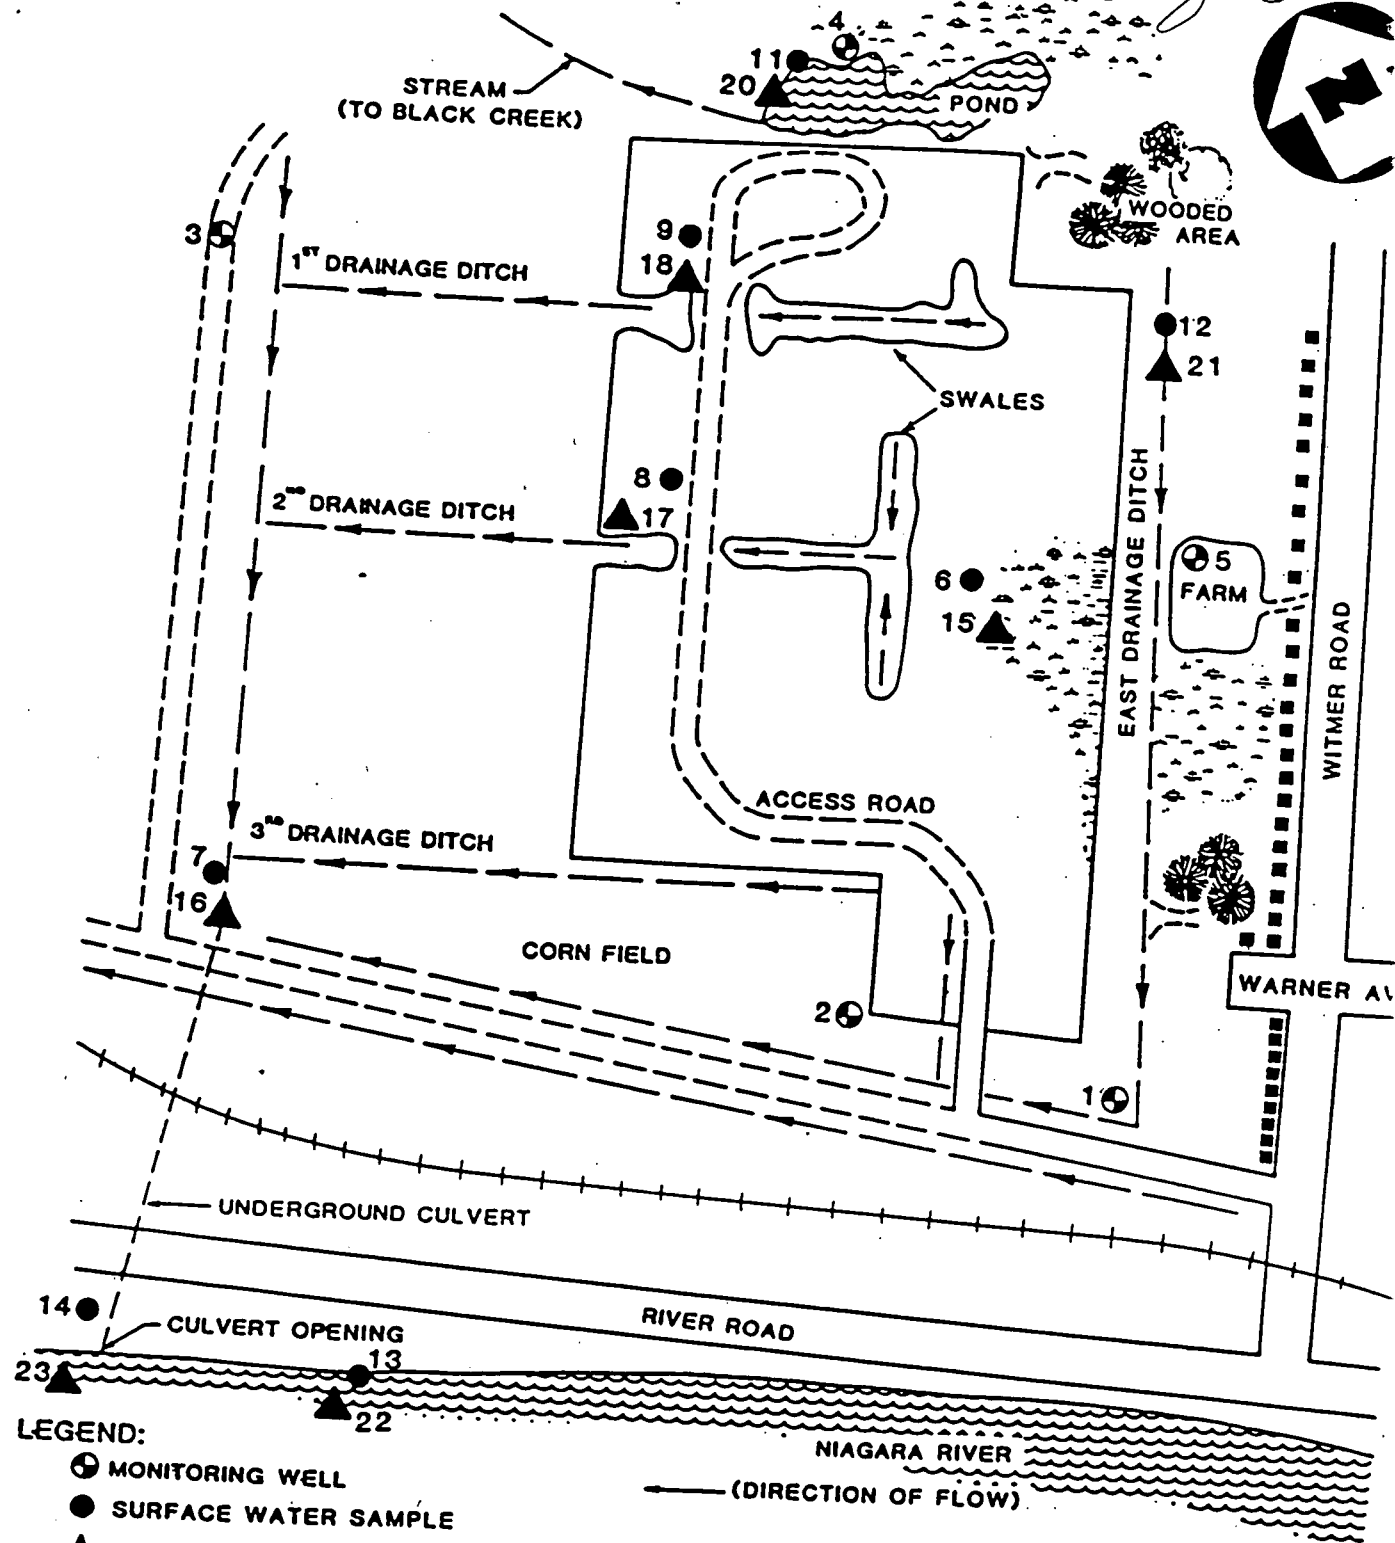 4
11
20
POND
STREAM
(TO BLACK CREEK)
N
WOODED
AREA
3
9
18
1ST DRAINAGE DITCH
12
21
SWALES
8
17
2ND DRAINAGE DITCH
EAST DRAINAGE DITCH
5
FARM
6
15
WITMER ROAD
ACCESS ROAD
3RD DRAINAGE DITCH
7
16
CORN FIELD
WARNER
2
1
UNDERGROUND CULVERT
14
RIVER ROAD
CULVERT OPENING
13
23
22
LEGEND:
MONITORING WELL
SURFACE WATER SAMPLE
NIAGARA RIVER
(DIRECTION OF FLOW)